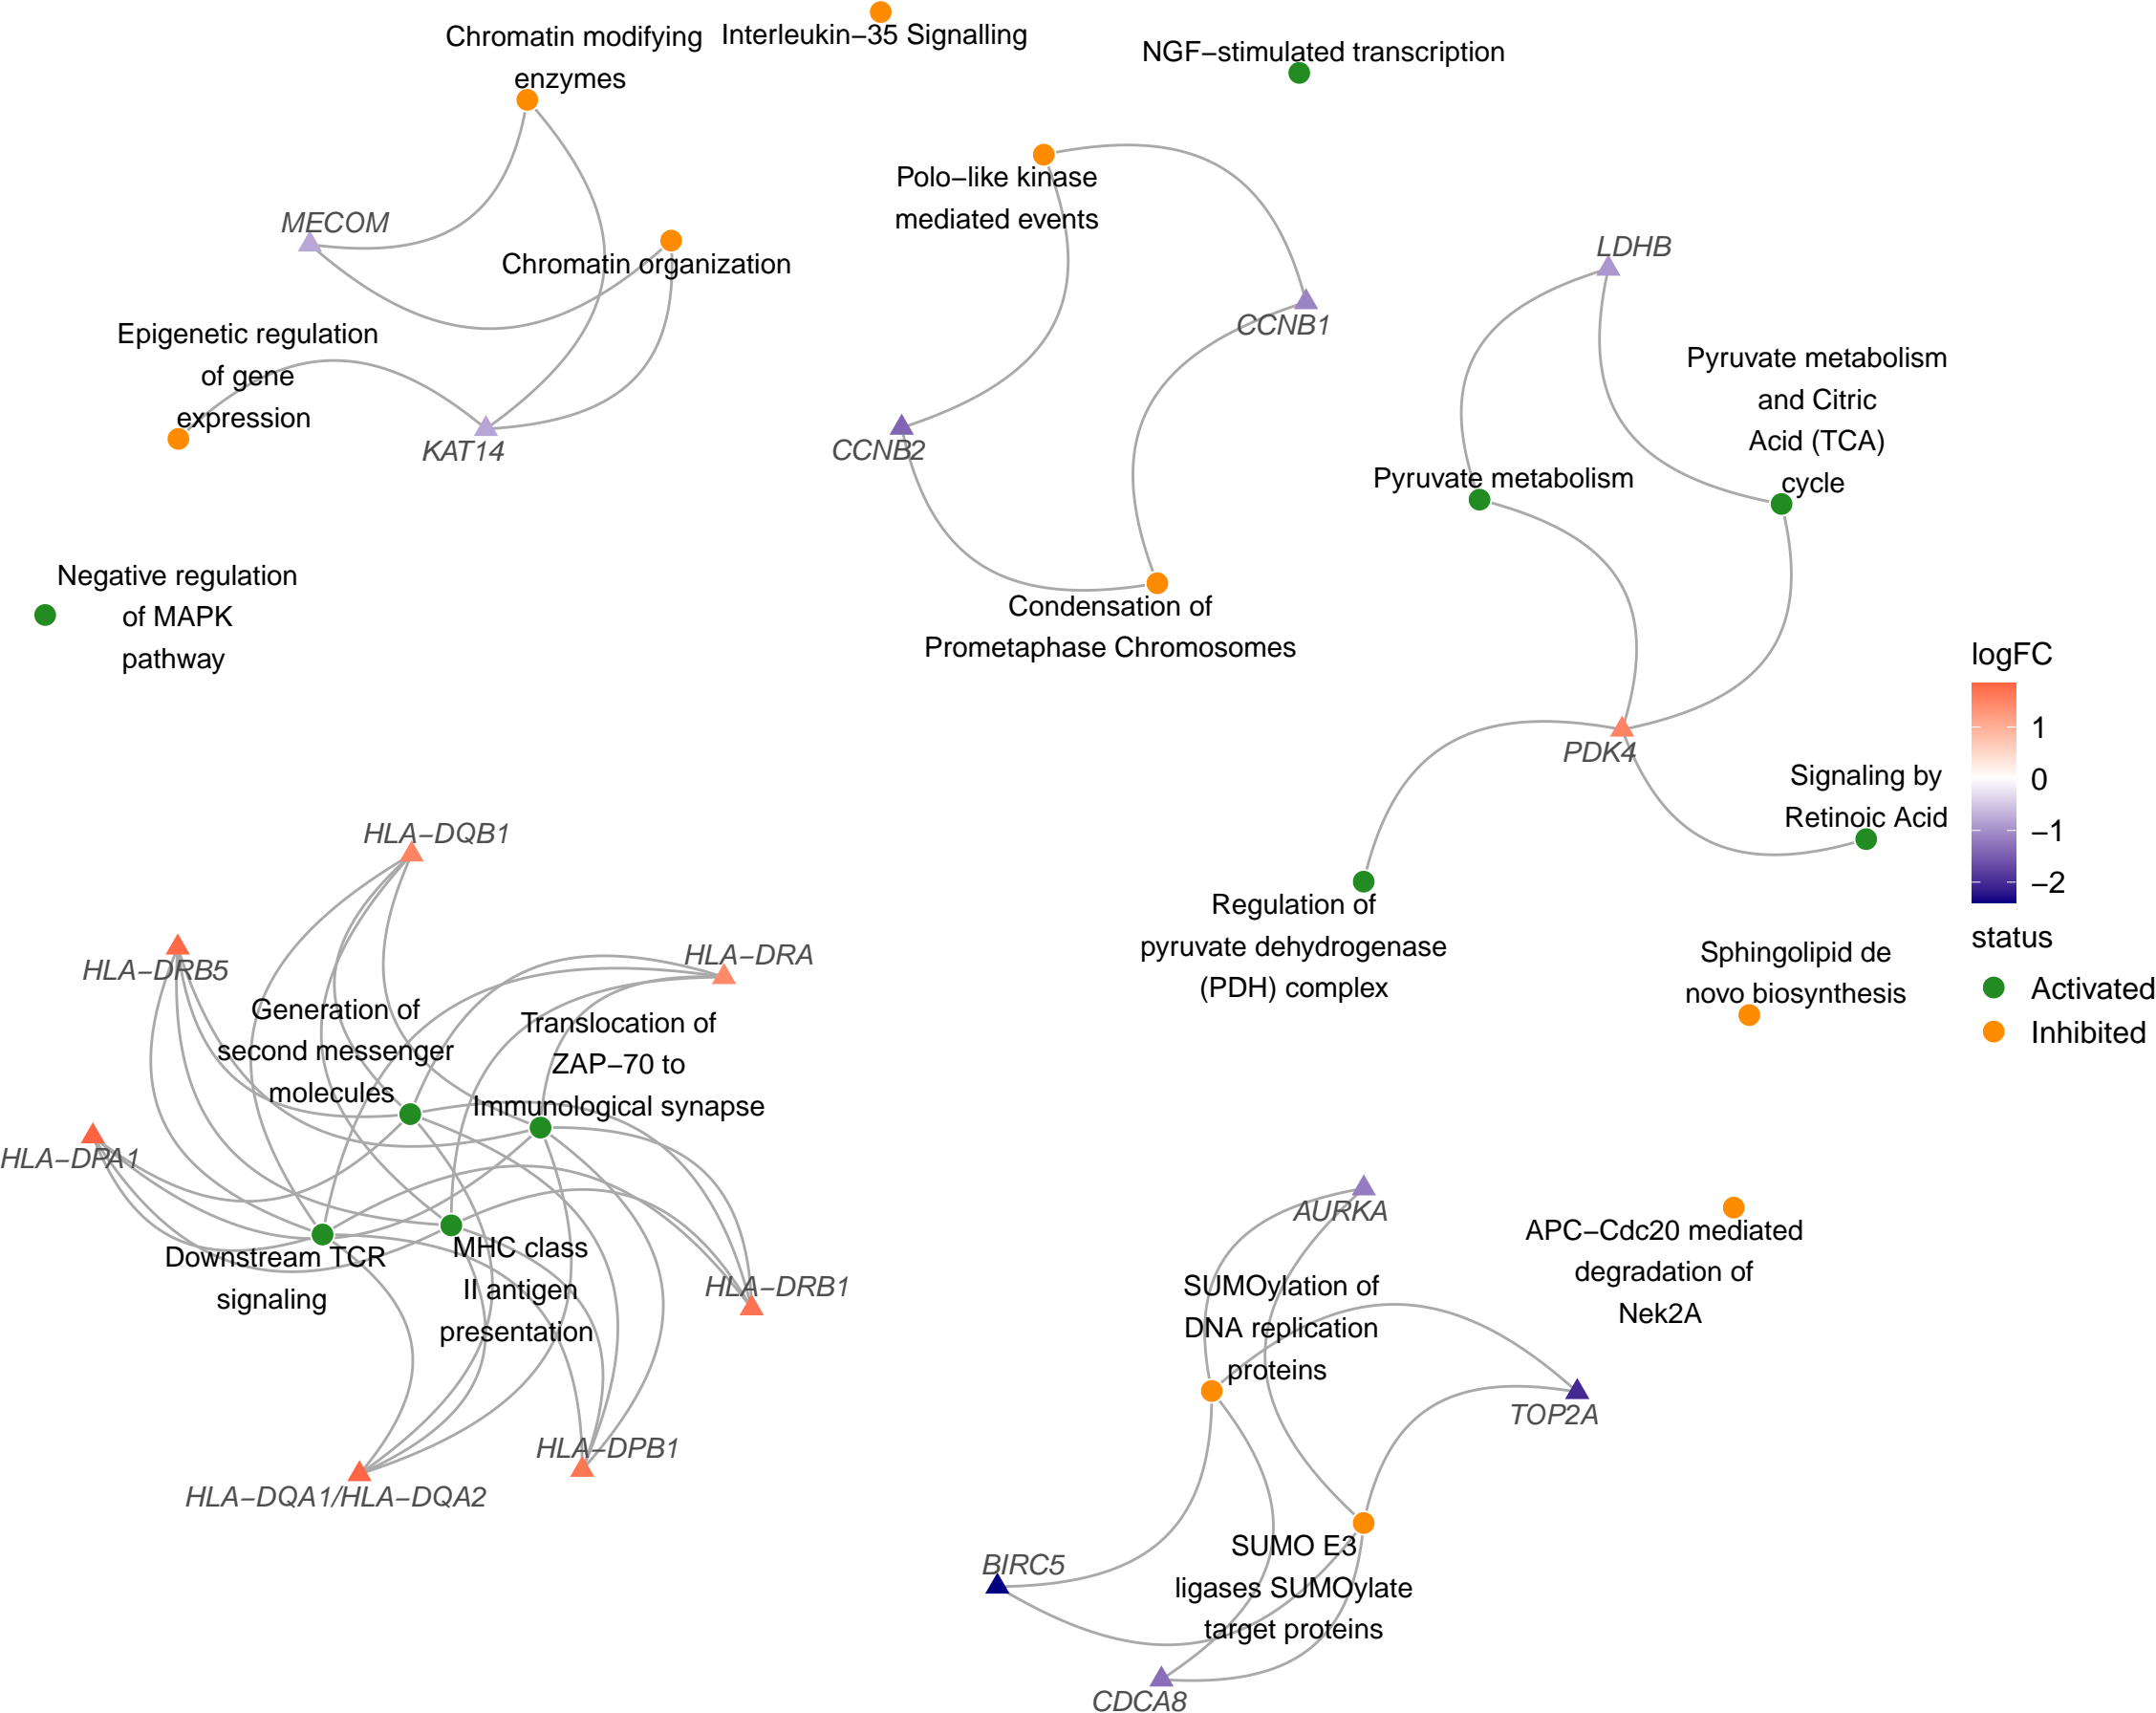 Interleukin−35 Signalling
Chromatin modifying
enzymes
NGF−stimulated transcription
Polo−like kinase
mediated events
MECOM
Chromatin organization
LDHB
CCNB1
Epigenetic regulation
of gene
expression
KAT14
CCNB2
Pyruvate metabolism
and Citric
Acid (TCA)
cycle
Pyruvate metabolism
Negative regulation
of MAPK
pathway
Condensation of
Prometaphase Chromosomes
PDK4
Signaling by
Retinoic Acid
Regulation of
pyruvate dehydrogenase
(PDH) complex
Sphingolipid de
novo biosynthesis
logFC
1
0
−1
−2
status
Activated
Inhibited
HLA−DQB1
HLA−DRB5
HLA−DRA
Generation of
second messenger
molecules
Translocation of
ZAP−70 to
Immunological synapse
HLA−DPA1
Downstream TCR
signaling
MHC class
II antigen
presentation
HLA−DRB1
HLA−DPB1
HLA−DQA1/HLA−DQA2
AURKA
APC−Cdc20 mediated
degradation of
Nek2A
SUMOylation of
DNA replication
proteins
TOP2A
BIRC5
SUMO E3
ligases SUMOylate
target proteins
CDCA8